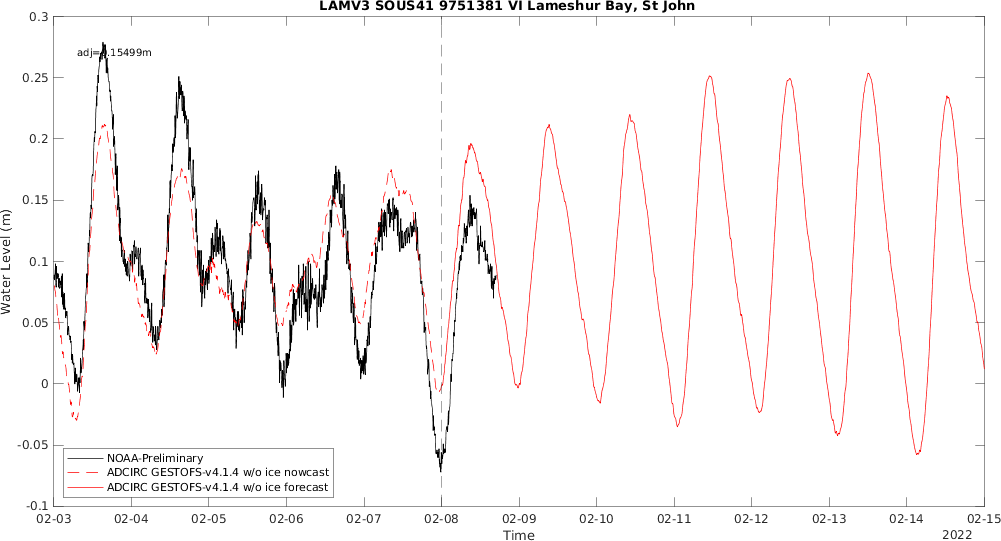 LAMV3 SOUS41 9751381 VI Lameshur Bay, St John
0.3
0.25
0.2
0.15
0.1
0.05
0
-0.05
-0.1
Water Level (m)
NOAA-Preliminary
ADCIRC GESTOFS-v4.1.4 w/o ice nowcast
ADCIRC GESTOFS-v4.1.4 w/o ice forecast
02-03 02-04 02-05 02-06 02-07 02-08 02-09 02-10 02-11 02-12 02-13 02-14 02-15
Time
2022